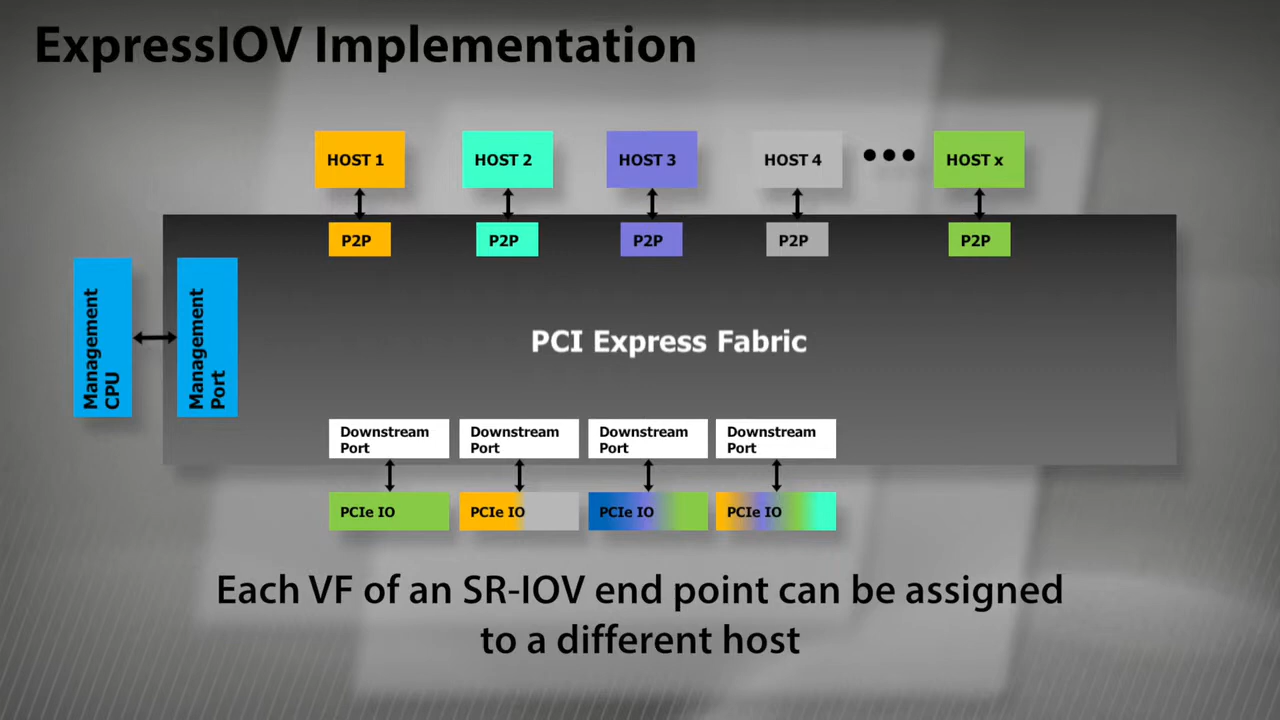 ExpressIOV Implementation
HOST 1
HOST 2
HOST 3
HOST 4
HOST x
P2P
P2P
P2P
P2P
P2P
Management
CPU
Management
Port
PCI Express Fabric
Downstream
Port
Downstream
Port
Downstream
Port
Downstream
Port
PCIe IO
PCIe IO
PCIe IO
PCIe IO
Each VF of an SR-IOV end point can be assigned
to a different host